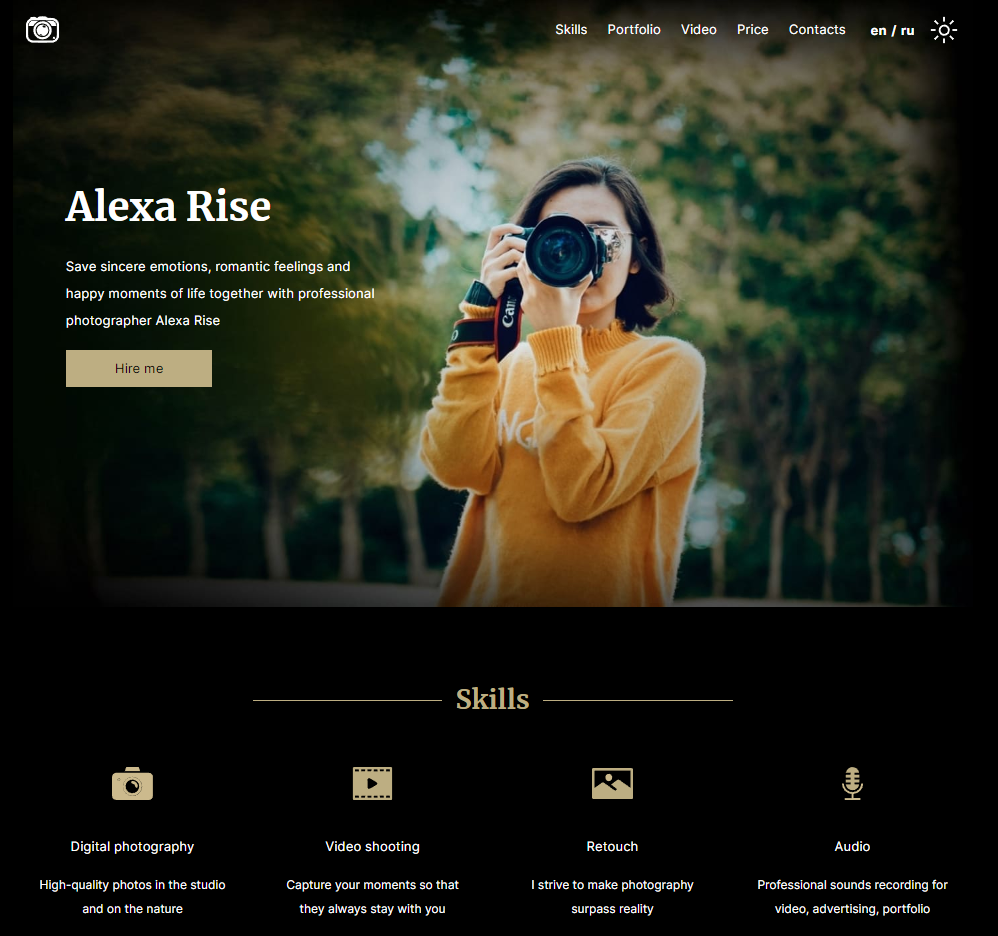 Skills Portfolio Video Price Contacts en / ru
Alexa Rise
Save sincere emotions, romantic feelings and
happy moments of life together with professional
photographer Alexa Rise
Hire me
Skills
Digital photography
High-quality photos in the studio
and on the nature
Video shooting
Capture your moments so that
they always stay with you
Retouch
I strive to make photography
surpass reality
Audio
Professional sounds recording for
video, advertising, portfolio